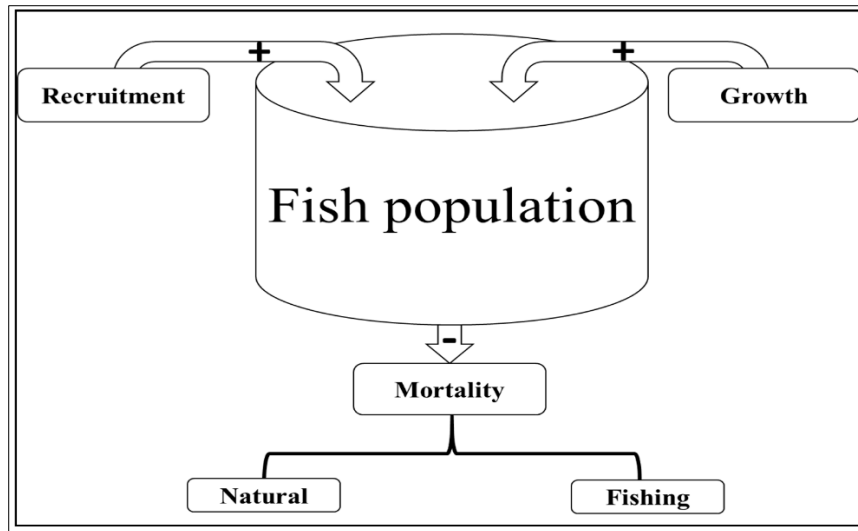 +
+
Recruitment
Growth
Fish population
-
Mortality
Natural
Fishing